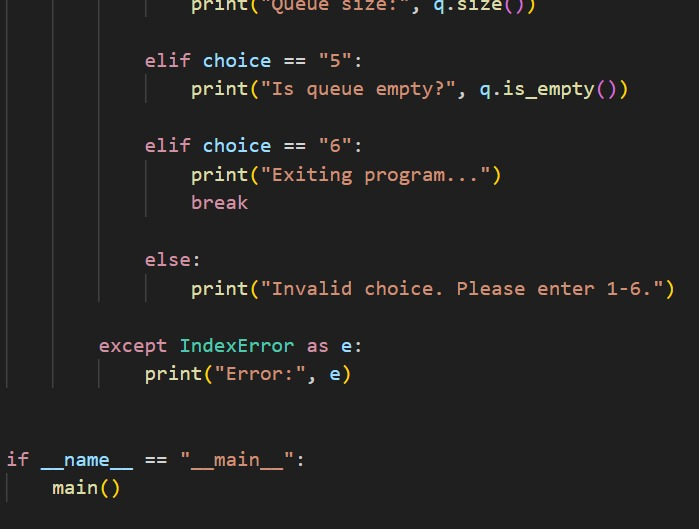 print("Queue size:", q.size())
elif choice == "5":
print("Is queue empty?", q.is_empty())
elif choice == "6":
print("Exiting program...")
break
else:
print("Invalid choice. Please enter 1-6.")
except IndexError as e:
print("Error:", e)
if __name__ == "__main__":
main()